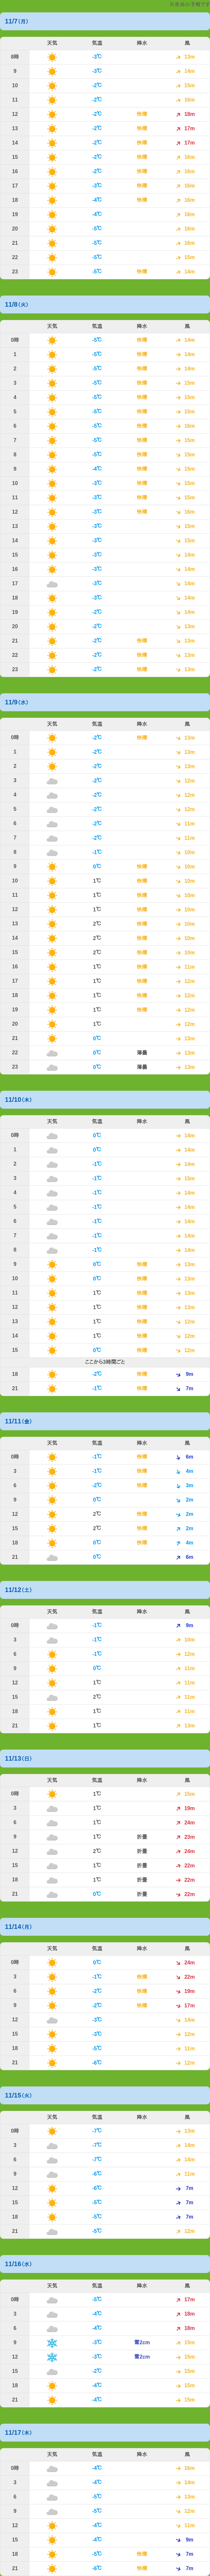 の予報です
11/7(月)
天気 気温 降水 風
8時 -3℃ 13m
9 -3℃ 14m
10 -2℃ 15m
11 -2℃ 16m
12 -2℃ 快晴 18m
13 -2℃ 快晴 17m
14 -2℃ 快晴 17m
15 -2℃ 快晴 16m
16 -2℃ 快晴 16m
17 -3℃ 快晴 16m
18 -4℃ 快晴 16m
19 -4℃ 16m
20 -5℃ 16m
21 -5℃ 16m
22 -5℃ 15m
23 -5℃ 快晴 14m
11/8(火)
天気 気温 降水 風
0時 -5℃ 快晴 14m
1 -5℃ 快晴 14m
2 -5℃ 快晴 14m
3 -5℃ 快晴 15m
4 -5℃ 快晴 15m
5 -5℃ 快晴 15m
6 -5℃ 快晴 16m
7 -5℃ 快晴 15m
8 -5℃ 快晴 15m
9 -4℃ 快晴 15m
10 -3℃ 快晴 15m
11 -3℃ 快晴 15m
12 -3℃ 快晴 16m
13 -3℃ 15m
14 -3℃ 15m
15 -3℃ 14m
16 -3℃ 14m
17 -3℃ 14m
18 -3℃ 14m
19 -2℃ 14m
20 -2℃ 13m
21 -2℃ 快晴 13m
22 -2℃ 快晴 13m
23 -2℃ 快晴 13m
11/9(水)
天気 気温 降水 風
0時 -2℃ 快晴 13m
1 -2℃ 13m
2 -2℃ 13m
3 -2℃ 12m
4 -2℃ 12m
5 -2℃ 12m
6 -2℃ 11m
7 -2℃ 11m
8 -1℃ 10m
9 0℃ 快晴 10m
10 1℃ 快晴 10m
11 1℃ 快晴 10m
12 1℃ 快晴 10m
13 2℃ 快晴 10m
14 2℃ 快晴 10m
15 2℃ 快晴 10m
16 1℃ 快晴 11m
17 1℃ 快晴 12m
18 1℃ 快晴 12m
19 1℃ 快晴 12m
20 1℃ 12m
21 0℃ 13m
22 0℃ 薄曇 13m
23 0℃ 薄曇 13m
11/10(木)
天気 気温 降水 風
0時 0℃ 14m
1 0℃ 14m
2 -1℃ 14m
3 -1℃ 15m
4 -1℃ 14m
5 -1℃ 14m
6 -1℃ 14m
7 -1℃ 14m
8 -1℃ 14m
9 0℃ 快晴 13m
10 0℃ 快晴 13m
11 1℃ 快晴 13m
12 1℃ 快晴 13m
13 1℃ 快晴 12m
14 1℃ 快晴 12m
15 0℃ 快晴 12m
ここから3時間ごと
18 -2℃ 快晴 9m
21 -1℃ 快晴 7m
11/11(金)
天気 気温 降水 風
0時 -1℃ 快晴 6m
3 -1℃ 快晴 4m
6 -2℃ 快晴 3m
9 0℃ 2m
12 2℃ 快晴 2m
15 2℃ 快晴 2m
18 0℃ 快晴 4m
21 0℃ 6m
11/12(土)
天気 気温 降水 風
0時 -1℃ 9m
3 -1℃ 10m
6 -1℃ 12m
9 0℃ 11m
12 1℃ 11m
15 2℃ 11m
18 1℃ 11m
21 1℃ 13m
11/13(日)
天気 気温 降水 風
0時 1℃ 15m
3 1℃ 19m
6 1℃ 24m
9 1℃ 23m
12 2℃ 24m
15 1℃ 22m
18 1℃ 22m
21 0℃ 22m
11/14(月)
天気 気温 降水 風
0時 0℃ 24m
3 -1℃ 快晴 22m
6 -2℃ 快晴 19m
9 -2℃ 快晴 17m
12 -3℃ 14m
15 -3℃ 12m
18 -5℃ 11m
21 -6℃ 12m
11/15(火)
天気 気温 降水 風
0時 -7℃ 13m
3 -7℃ 14m
6 -7℃ 14m
9 -6℃ 11m
12 -6℃ 7m
15 -5℃ 7m
18 -5℃ 7m
21 -5℃ 12m
11/16(水)
天気 気温 降水 風
0時 -5℃ 17m
3 -4℃ 18m
6 -4℃ 18m
9 -3℃ 雪2cm 15m
12 -3℃ 雪2cm 15m
15 -2℃ 15m
18 -4℃ 15m
21 -4℃ 15m
11/17(木)
天気 気温 降水 風
0時 -4℃ 16m
3 -4℃ 14m
6 -5℃ 13m
9 -5℃ 12m
12 -4℃ 11m
15 -4℃ 9m
18 -5℃ 快晴 7m
21 -6℃ 快晴 7m